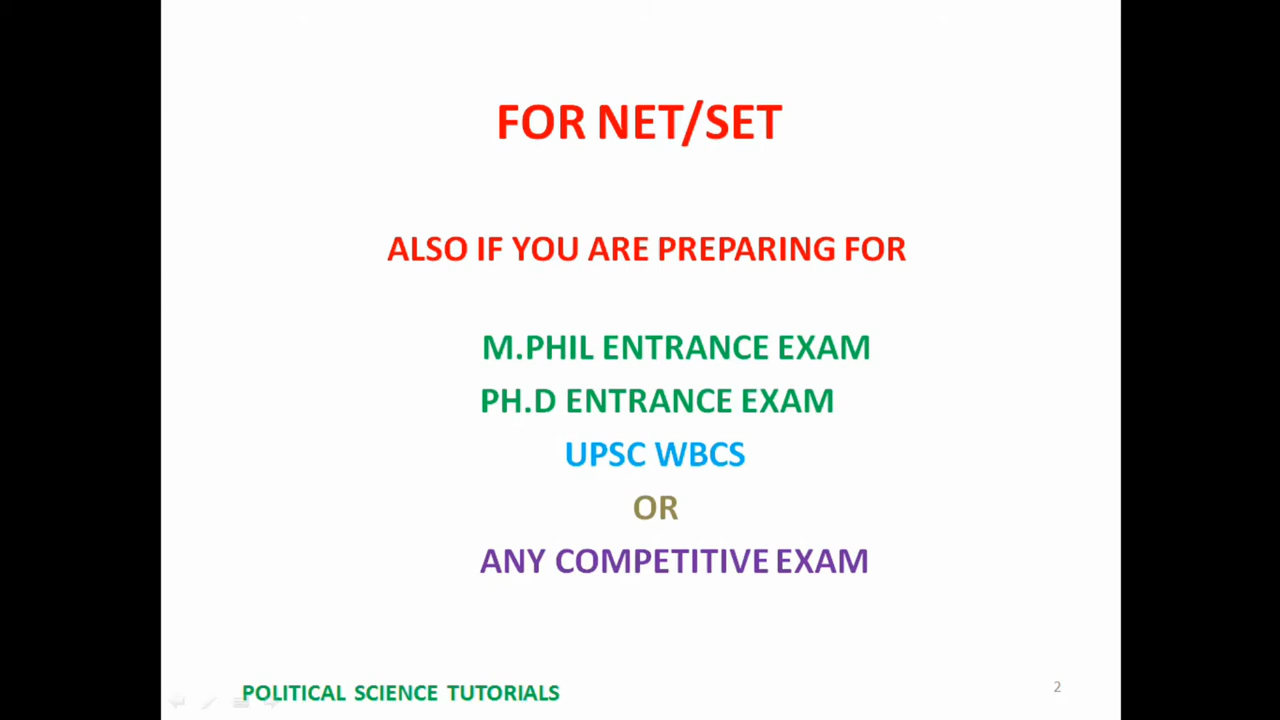 FOR NET/SET
ALSO IF YOU ARE PREPARING FOR
M.PHIL ENTRANCE EXAM
PH.D ENTRANCE EXAM
UPSC WBCS
OR
ANY COMPETITIVE EXAM
POLITICAL SCIENCE TUTORIALS
2